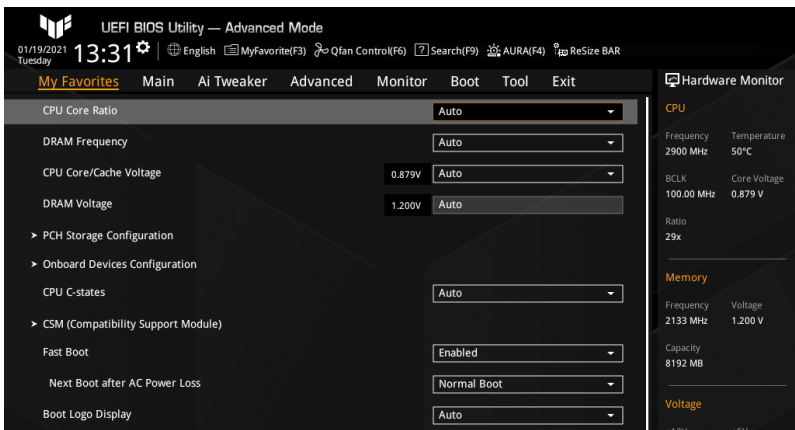 UEFI BIOS Utility — Advanced Mode
01/19/2021 Tuesday 13:31 English MyFavorite(F3) Qfan Control(F6) ? Search(F9) AURA(F4) ReSize BAR
My Favorites Main Ai Tweaker Advanced Monitor Boot Tool Exit
CPU Core Ratio Auto
DRAM Frequency Auto
CPU Core/Cache Voltage 0.879V Auto
DRAM Voltage 1.200V Auto
PCH Storage Configuration
Onboard Devices Configuration
CPU C-states Auto
CSM (Compatibility Support Module)
Fast Boot Enabled
Next Boot after AC Power Loss Normal Boot
Boot Logo Display Auto
Hardware Monitor
CPU
Frequency Temperature
2900 MHz 50°C
BCLK Core Voltage
100.00 MHz 0.879 V
Ratio
29x
Memory
Frequency Voltage
2133 MHz 1.200 V
Capacity
8192 MB
Voltage